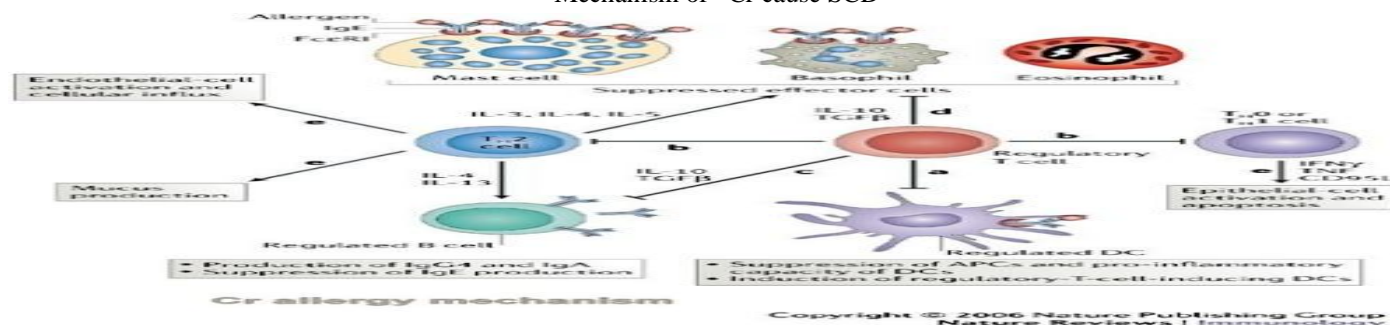 Mechanism of Cr cause SCD
Allergen
IgE
FcεRI
Mast cell
Basophil
Eosinophil
Suppressed effector cells
Endothelial-cell
activation and
cellular influx
e
IL-3, IL-4, IL-5
IL-10
TGFβ
d
TH0 or
TH1 cell
TH2
cell
b
b
Regulatory
T cell
e
Mucus
production
IL-4
IL-13
IL-10
TGFβ
c
a
e
IFNγ
TNF
CD95L
Epithelial-cell
activation and
apoptosis
Regulated B cell
Regulated DC
• Production of IgG4 and IgA
• Suppression of IgE production
• Suppression of APCs and pro-inflammatory
capacity of DCs
• Induction of regulatory-T-cell-inducing DCs
Cr allergy mechanism
Copyright © 2006 Nature Publishing Group
Nature Reviews | Immunology